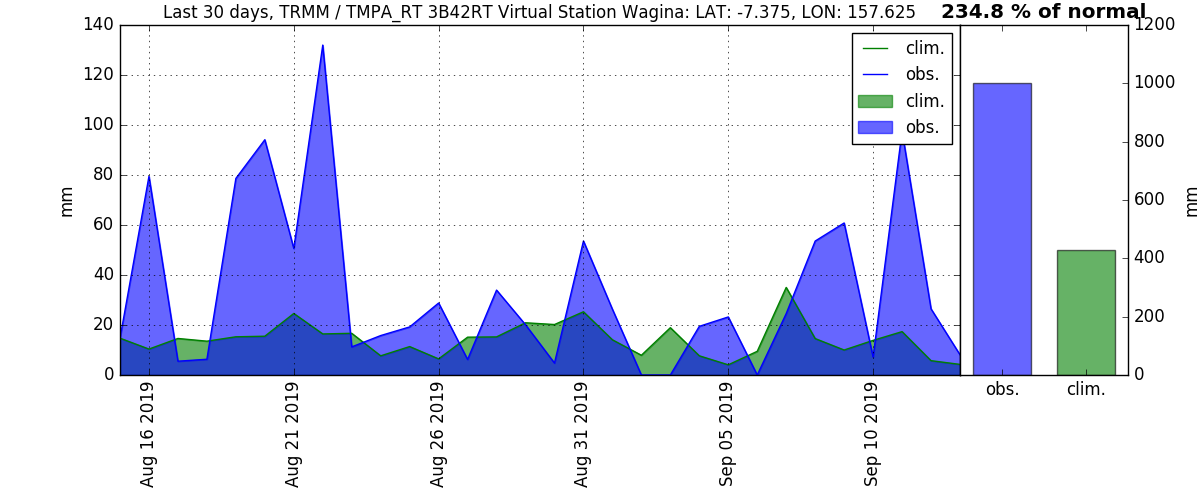 Last 30 days, TRMM / TMPA_RT 3B42RT Virtual Station Wagina: LAT: -7.375, LON: 157.625
234.8 % of normal
140
120
100
80
60
40
20
0
mm
clim.
obs.
clim.
obs.
Aug 16 2019
Aug 21 2019
Aug 26 2019
Aug 31 2019
Sep 05 2019
Sep 10 2019
1200
1000
800
600
400
200
0
mm
obs.
clim.